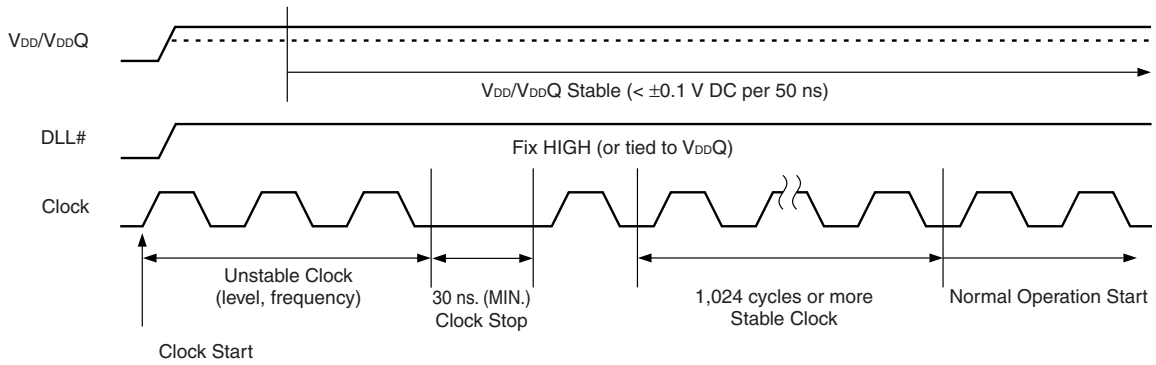 VDD/VDDQ
VDD/VDDQ Stable (< ±0.1 V DC per 50 ns)
DLL#
Fix HIGH (or tied to VDDQ)
Clock
Unstable Clock
(level, frequency)
30 ns. (MIN.)
Clock Stop
1,024 cycles or more
Stable Clock
Normal Operation Start
Clock Start